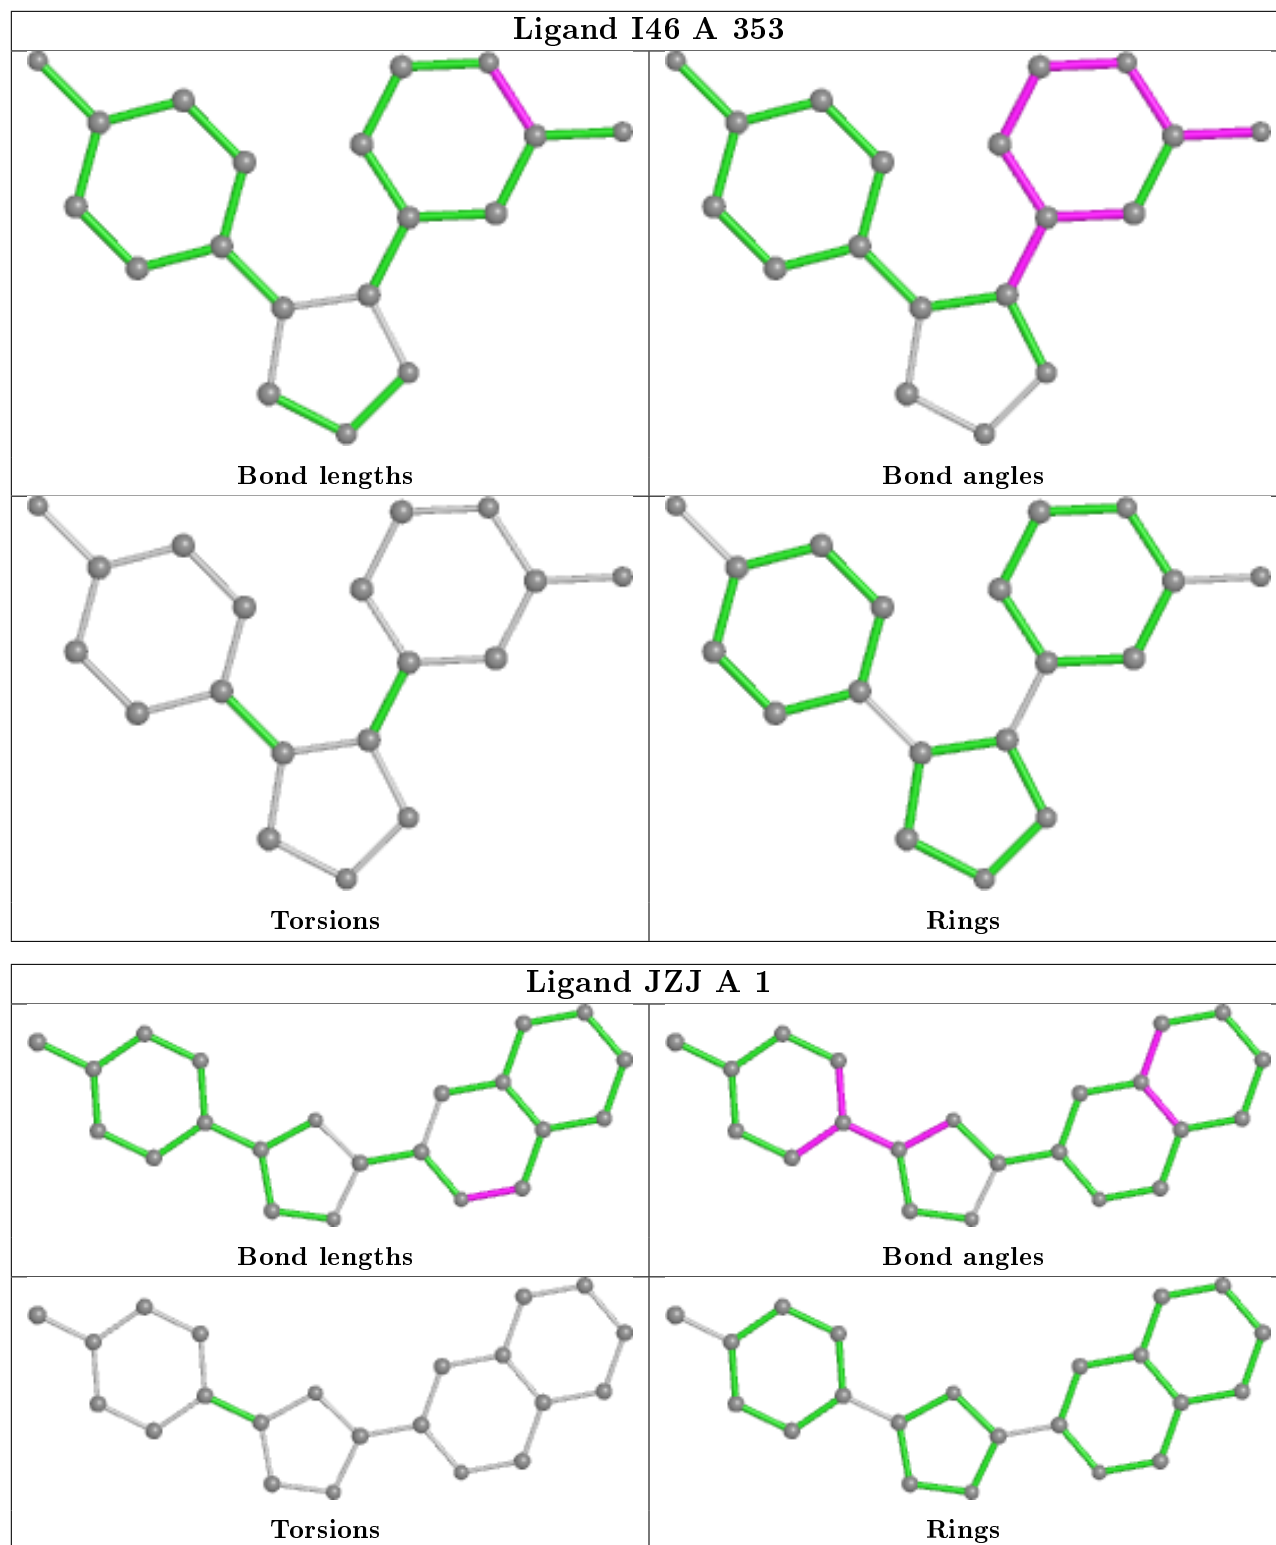 Ligand I46 A 353
Bond lengths
Bond angles
Torsions
Rings
Ligand JZJ A 1
Bond lengths
Bond angles
Torsions
Rings